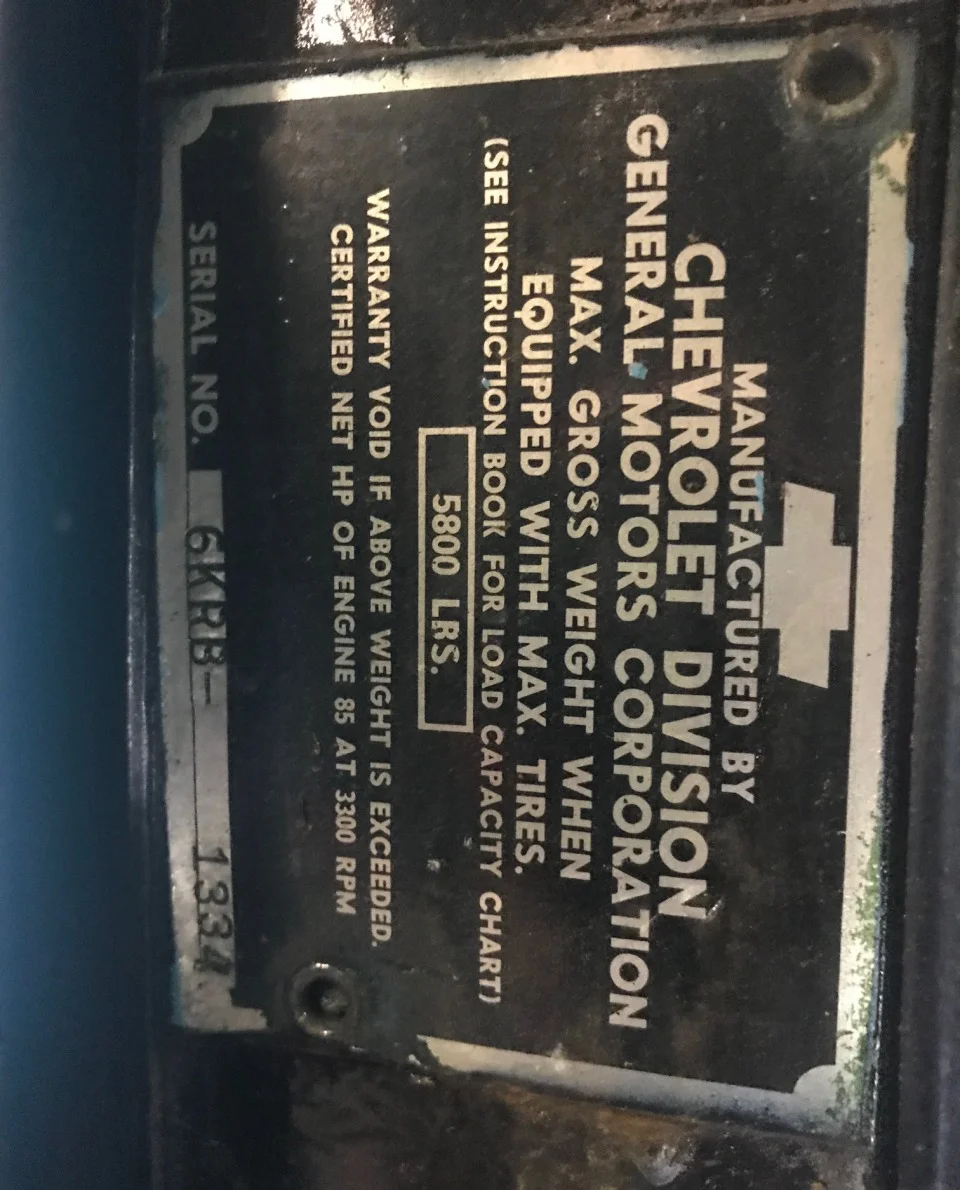 MANUFACTURED BY
CHEVROLET DIVISION
GENERAL MOTORS CORPORATION
MAX. GROSS WEIGHT WHEN
EQUIPPED WITH MAX. TIRES.
(SEE INSTRUCTION BOOK FOR LOAD CAPACITY CHART)
5800 LBS.
WARRANTY VOID IF ABOVE WEIGHT IS EXCEEDED.
CERTIFIED NET HP OF ENGINE 85 AT 3300 RPM
SERIAL NO. 6KRB- 1334